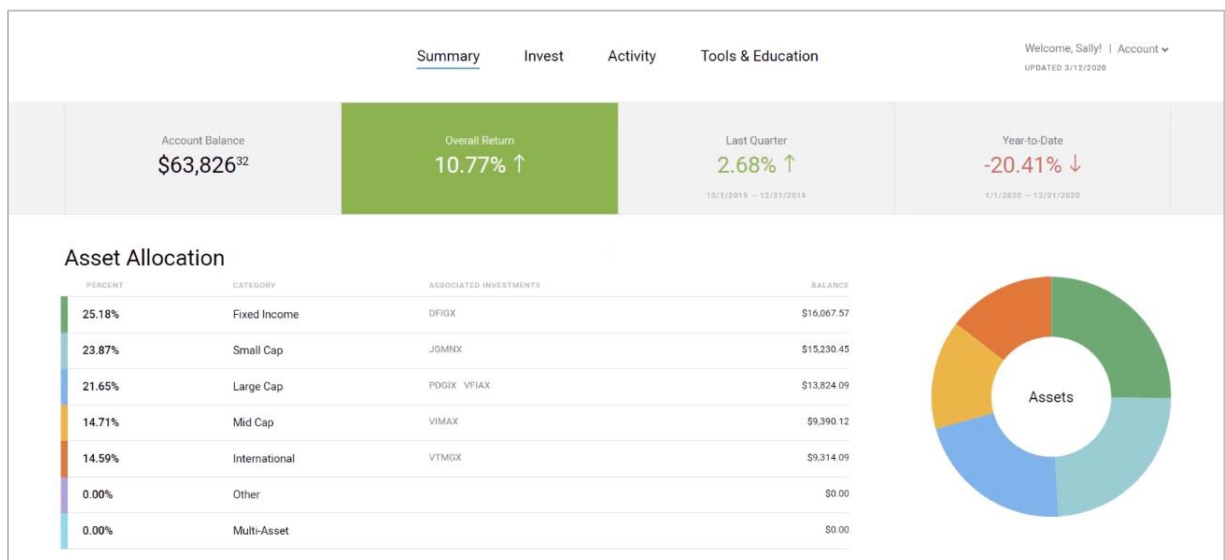 Summary Invest Activity Tools & Education
Welcome, Sally! | Account
UPDATED 3/12/2020
Account Balance
$63,82632
Overall Return
10.77% ↑
Last Quarter
2.68% ↑
10/1/2019 — 12/31/2019
Year-to-Date
-20.41% ↓
1/1/2020 — 12/31/2020
Asset Allocation
PERCENT CATEGORY ASSOCIATED INVESTMENTS BALANCE
25.18% Fixed Income DFIGX $16,067.57
23.87% Small Cap JGMNX $15,230.45
21.65% Large Cap PDGIX VFIAX $13,824.09
14.71% Mid Cap VIMAX $9,390.12
14.59% International VTMGX $9,314.09
0.00% Other $0.00
0.00% Multi-Asset $0.00
Assets